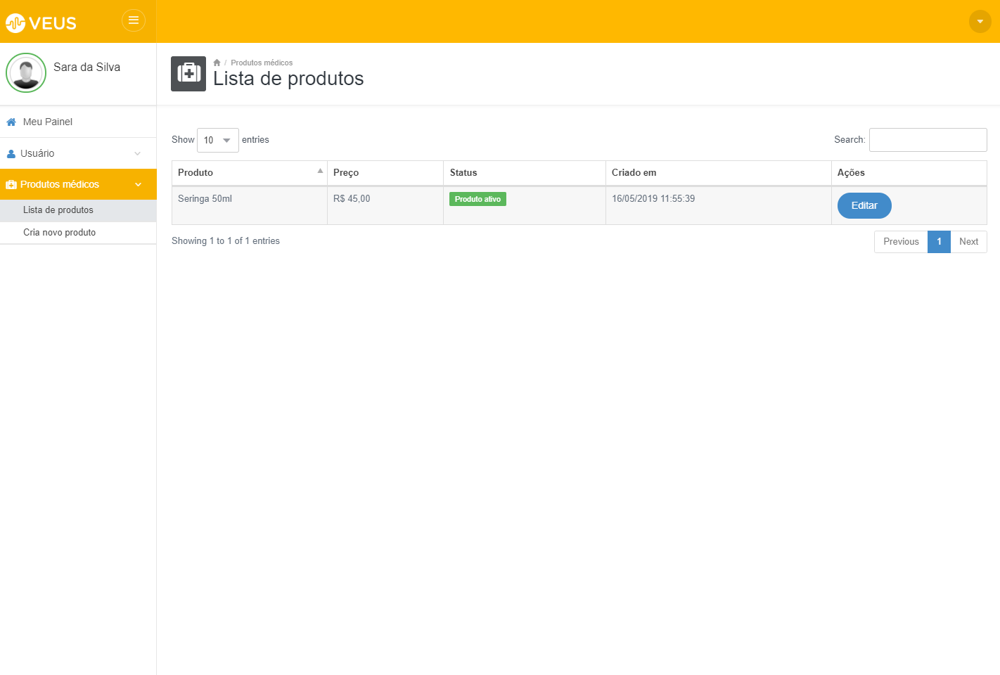 VEUS
Sara da Silva
Meu Painel
Usuário
Produtos médicos
Lista de produtos
Cria novo produto
/ Produtos médicos
Lista de produtos
Show 10 entries
Search:
Produto Preço Status Criado em Ações
Seringa 50ml R$ 45,00 Produto ativo 16/05/2019 11:55:39 Editar
Showing 1 to 1 of 1 entries
Previous 1 Next